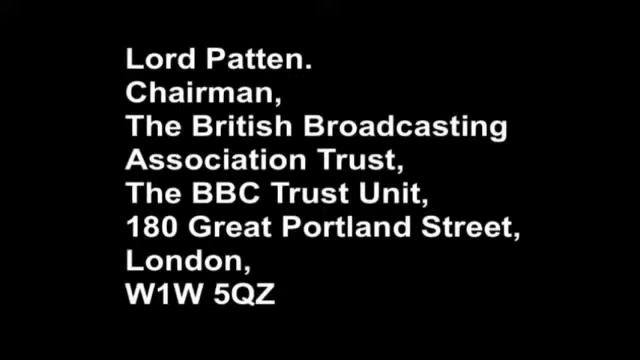 Lord Patten.
Chairman,
The British Broadcasting
Association Trust,
The BBC Trust Unit,
180 Great Portland Street,
London,
W1W 5QZ